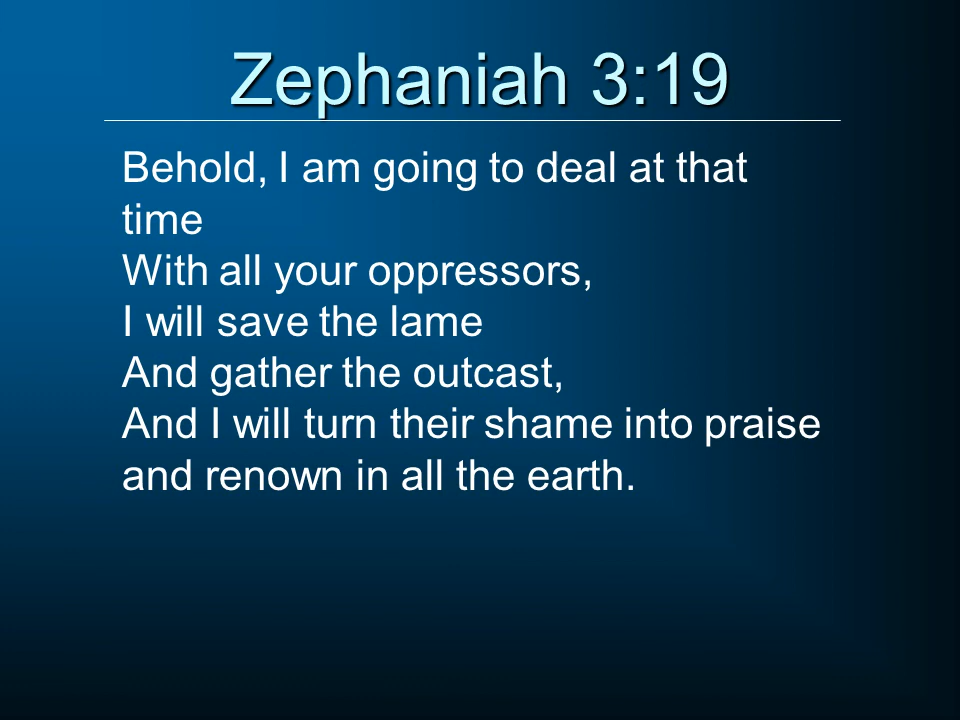 Zephaniah 3:19
Behold, I am going to deal at that
time
With all your oppressors,
I will save the lame
And gather the outcast,
And I will turn their shame into praise
and renown in all the earth.